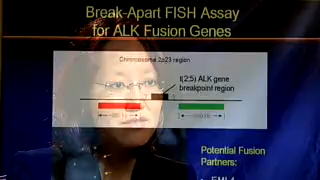 Break-Apart FISH Assay
for ALK Fusion Genes
Chromosome 2p23 region
t(2;5) ALK gene
breakpoint region
Potential Fusion
Partners:
EML4